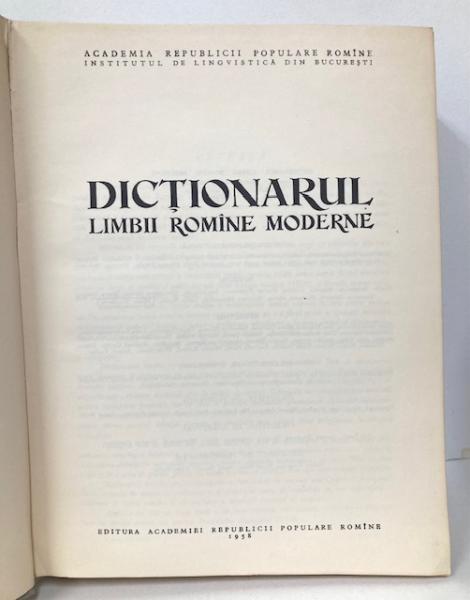 ACADEMIA REPUBLICII POPULARE ROMÎNE
INSTITUTUL DE LINGVISTICĂ DIN BUCUREȘTI
DICȚIONARUL
LIMBII ROMÎNE MODERNE
EDITURA ACADEMIEI REPUBLICII POPULARE ROMÎNE
1958